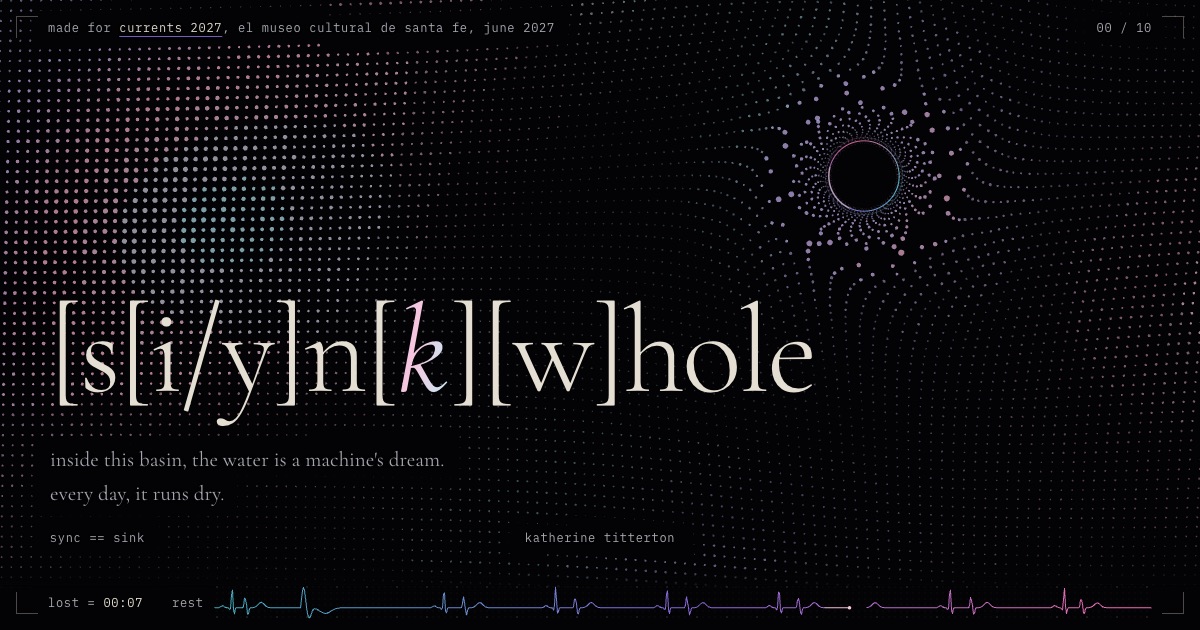 made for currents 2027, el museo cultural de santa fe, june 2027
00 / 10
[s[i/y]n[k][w]hole
inside this basin, the water is a machine's dream.
every day, it runs dry.
sync == sink
katherine titterton
lost = 00:07
rest